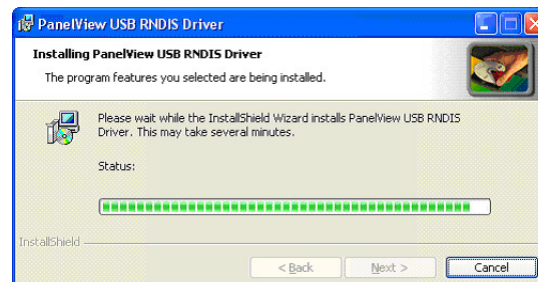 PanelView USB RNDIS Driver
Installing PanelView USB RNDIS Driver
The program features you selected are being installed.
Please wait while the InstallShield Wizard installs PanelView USB RNDIS
Driver. This may take several minutes.
Status:
InstallShield
< Back
Next >
Cancel